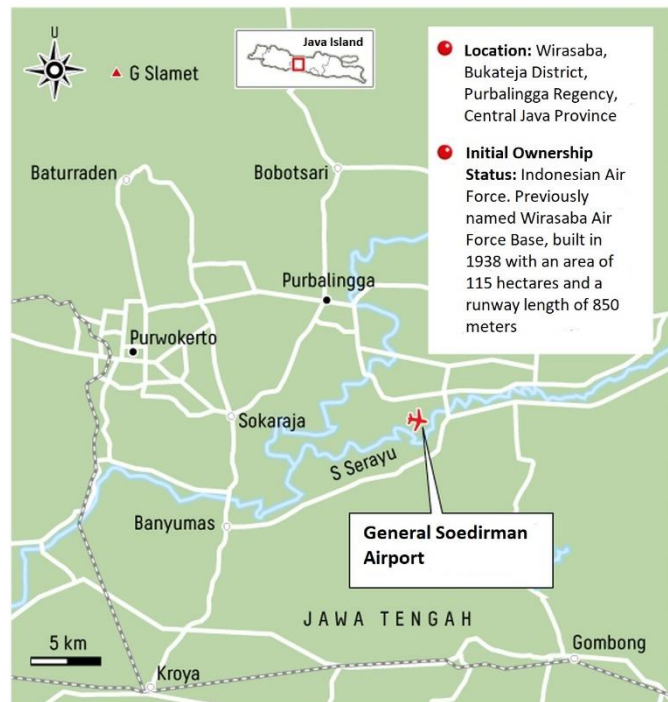 U
G Slamet
Java Island
Location: Wirasaba,
Bukateja District,
Purbalingga Regency,
Central Java Province
Initial Ownership
Status: Indonesian Air
Force. Previously
named Wirasaba Air
Force Base, built in
1938 with an area of
115 hectares and a
runway length of 850
meters
Baturraden
Bobotsari
Purbalingga
Purwokerto
Sokaraja
S Serayu
Banyumas
General Soedirman
Airport
JAWA TENGAH
5 km
Gombong
Kroya